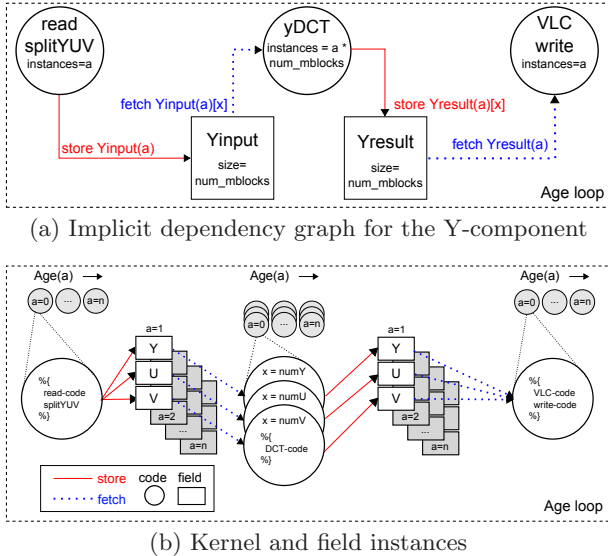 read
splitYUV
instances=a
yDCT
instances = a *
num_mblocks
VLC
write
instances=a
fetch Yinput(a)[x]
store Yresult(a)[x]
store Yinput(a)
Yinput
size=
num_mblocks
Yresult
size=
num_mblocks
fetch Yresult(a)
Age loop
(a) Implicit dependency graph for the Y-component
Age(a)
a=0
...
a=n
Age(a)
a=0
...
a=n
Age(a)
a=0
...
a=n
%{
read-code
splitYUV
%}
a=1
Y
U
V
a=2
...
a=n
x = numY
x = numU
x = numV
%{
DCT-code
%}
a=1
Y
U
V
a=2
...
a=n
%{
VLC-code
write-code
%}
store
fetch
code
field
Age loop
(b) Kernel and field instances